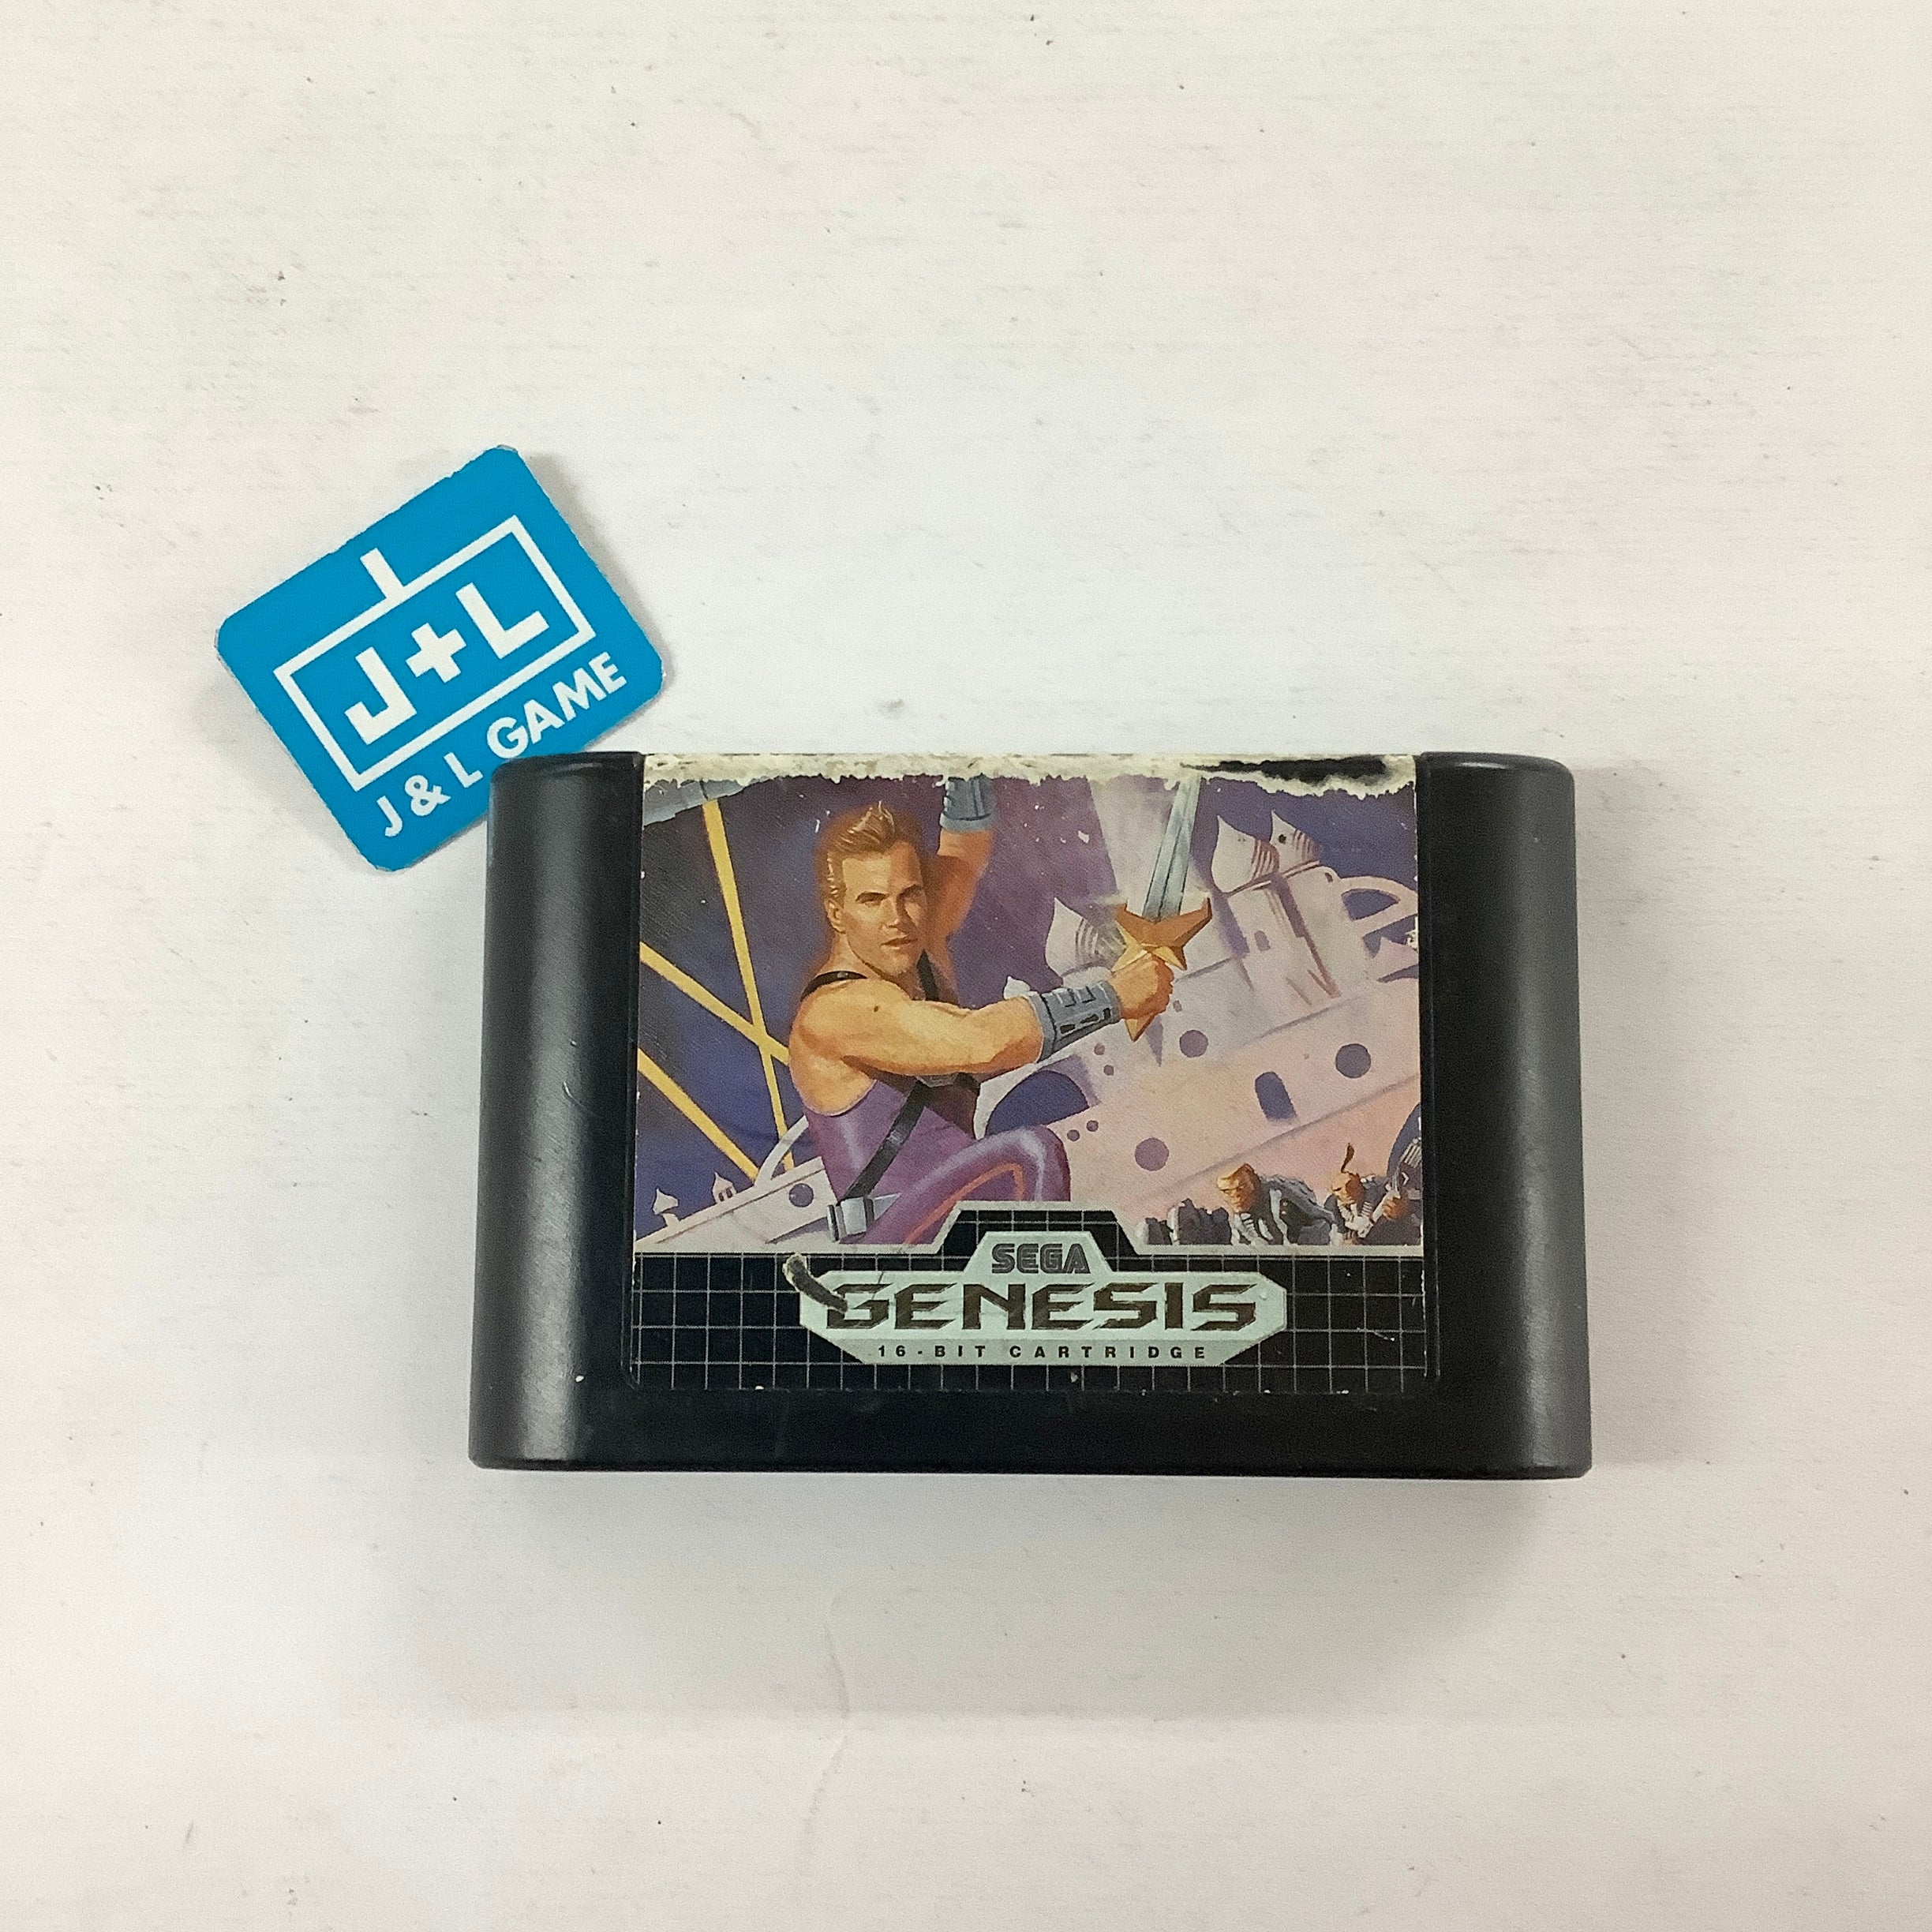 J+L
J & L GAME
SEGA
GENESIS
16-BIT CARTRIDGE